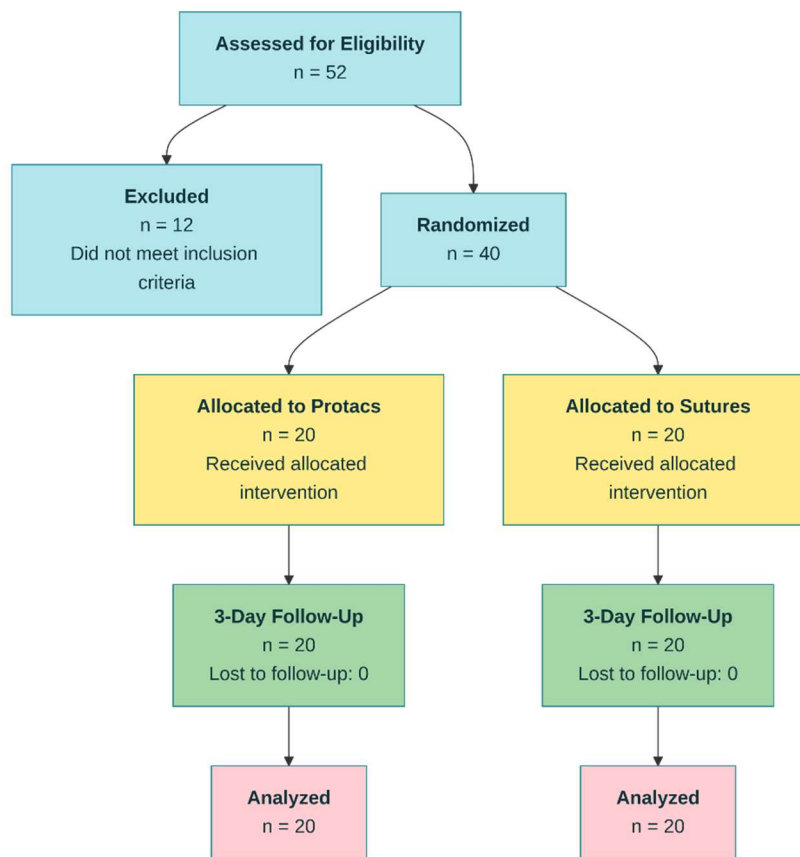 Assessed for Eligibility
n = 52
Excluded
n = 12
Did not meet inclusion
criteria
Randomized
n = 40
Allocated to Protacs
n = 20
Received allocated
intervention
Allocated to Sutures
n = 20
Received allocated
intervention
3-Day Follow-Up
n = 20
Lost to follow-up: 0
3-Day Follow-Up
n = 20
Lost to follow-up: 0
Analyzed
n = 20
Analyzed
n = 20